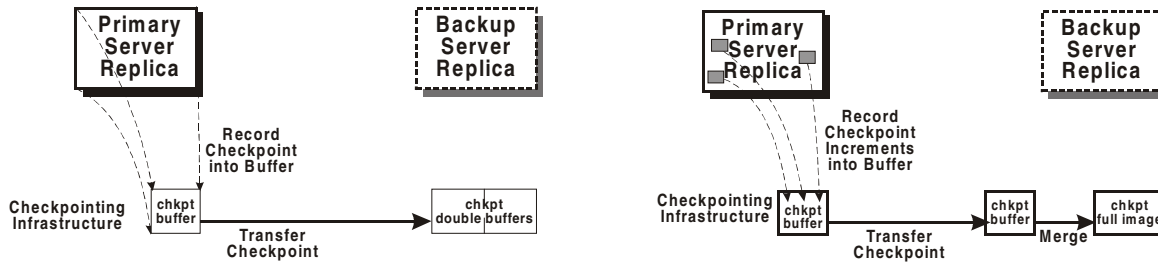 Primary
Server
Replica
Backup
Server
Replica
Record
Checkpoint
into Buffer
Checkpointing
Infrastructure
chkpt
buffer
Transfer
Checkpoint
chkpt
double buffers
Primary
Server
Replica
Backup
Server
Replica
Record
Checkpoint
Increments
into Buffer
Checkpointing
Infrastructure
chkpt
buffer
Transfer
Checkpoint
chkpt
buffer
Merge
chkpt
full image